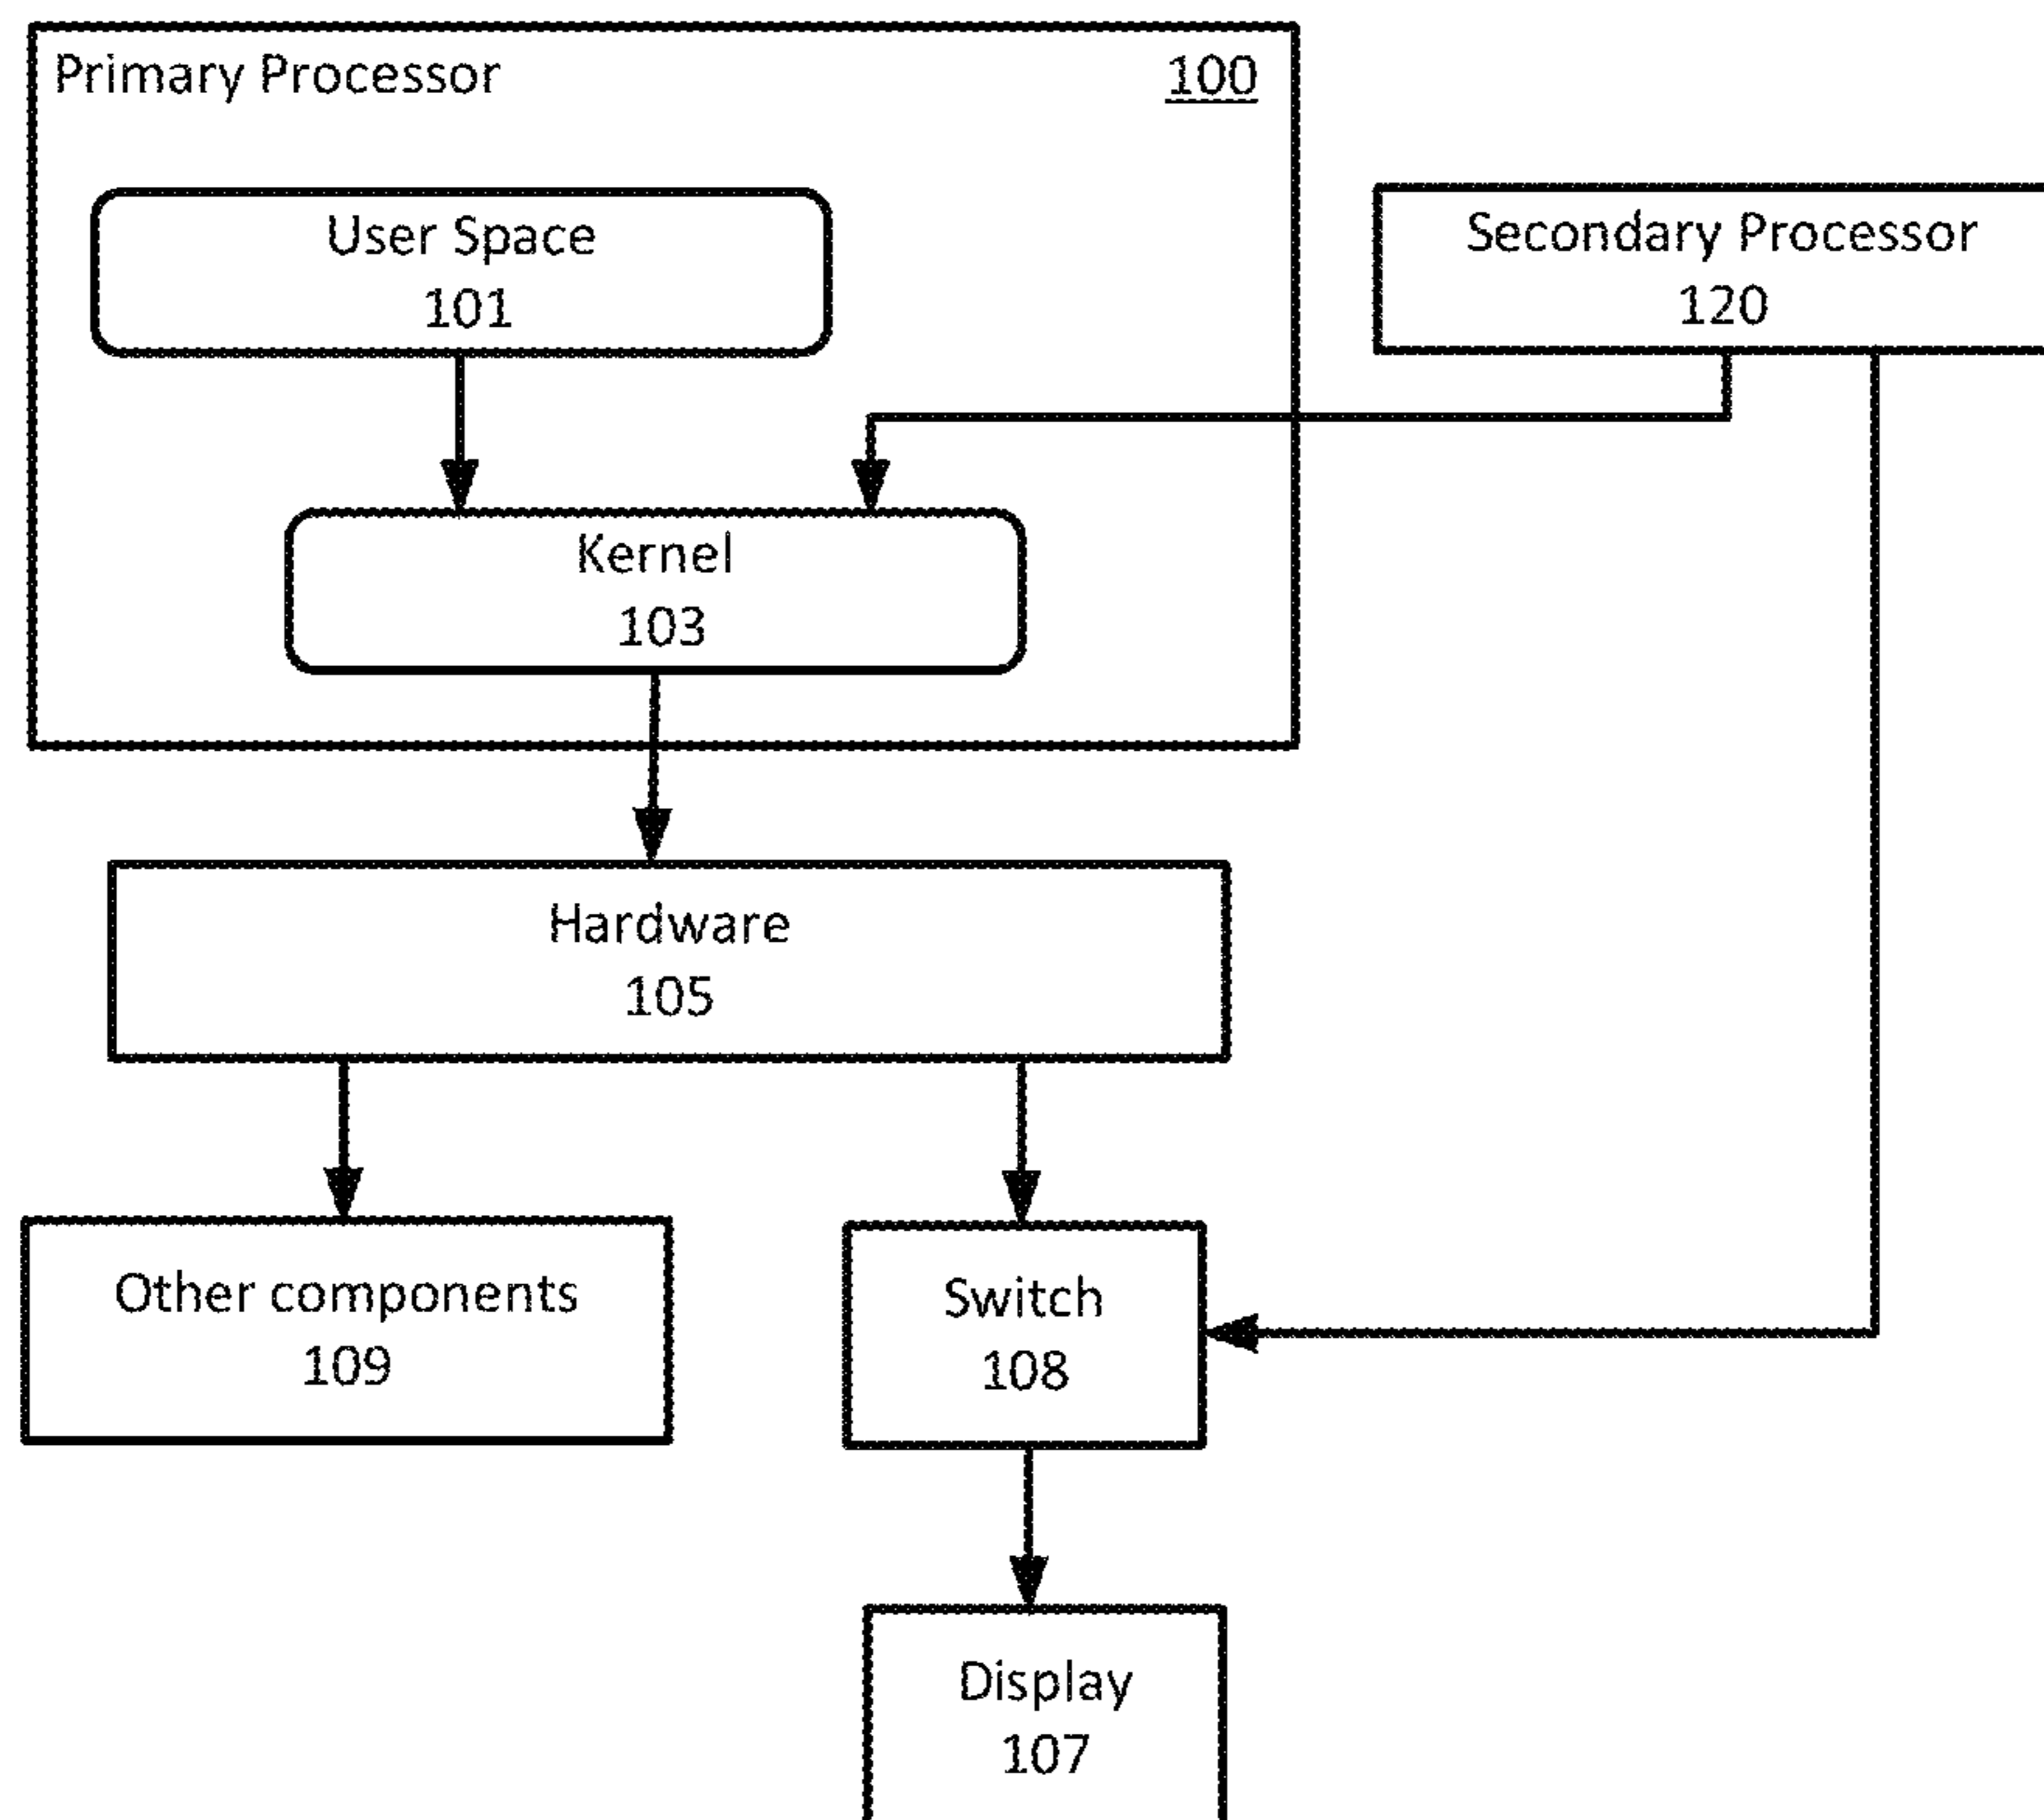 Primary Processor 100
User Space
101
Secondary Processor
120
Kernel
103
Hardware
105
Other components
109
Switch
108
Display
107